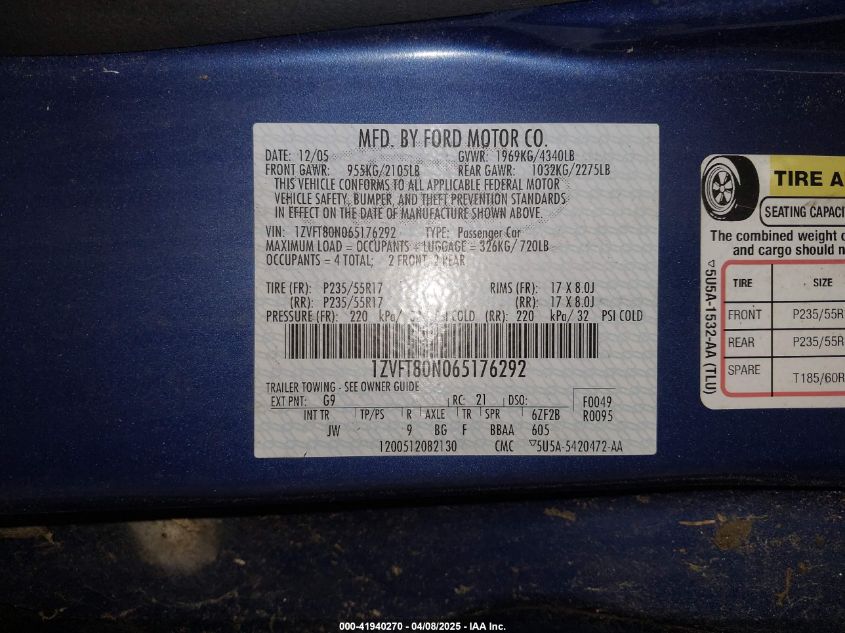 MFD. BY FORD MOTOR CO.
DATE: 12/05 GVWR: 1969KG/4340LB
FRONT GAWR: 955KG/2105LB REAR GAWR: 1032KG/2275LB
THIS VEHICLE CONFORMS TO ALL APPLICABLE FEDERAL MOTOR
VEHICLE SAFETY, BUMPER, AND THEFT PREVENTION STANDARDS
IN EFFECT ON THE DATE OF MANUFACTURE SHOWN ABOVE.
VIN: 1ZVFT80N065176292 TYPE: Passenger Car
MAXIMUM LOAD = OCCUPANTS + LUGGAGE = 326KG/720LB
OCCUPANTS = 4 TOTAL; 2 FRONT, 2 REAR
TIRE (FR): P235/55R17 RIMS (FR): 17 X 8.0J
(RR): P235/55R17 (RR): 17 X 8.0J
PRESSURE (FR): 220 kPa/ PSI COLD (RR): 220 kPa/ 32 PSI COLD
1ZVFT80N065176292
TRAILER TOWING - SEE OWNER GUIDE
EXT PNT: G9 RC: 21 DSO: F0049
INT TR TP/PS R AXLE TR SPR 6ZF2B R0095
JW 9 BG F BBAA 605
1200512082130 CMC ▽5U5A-5420472-AA
TIRE A
SEATING CAPACI
The combined weight o
and cargo should n
TIRE SIZE
FRONT P235/55R
REAR P235/55R
SPARE T185/60R
▽5U5A-1532-AA (TLU)
000-41940270 - 04/08/2025 - IAA Inc.